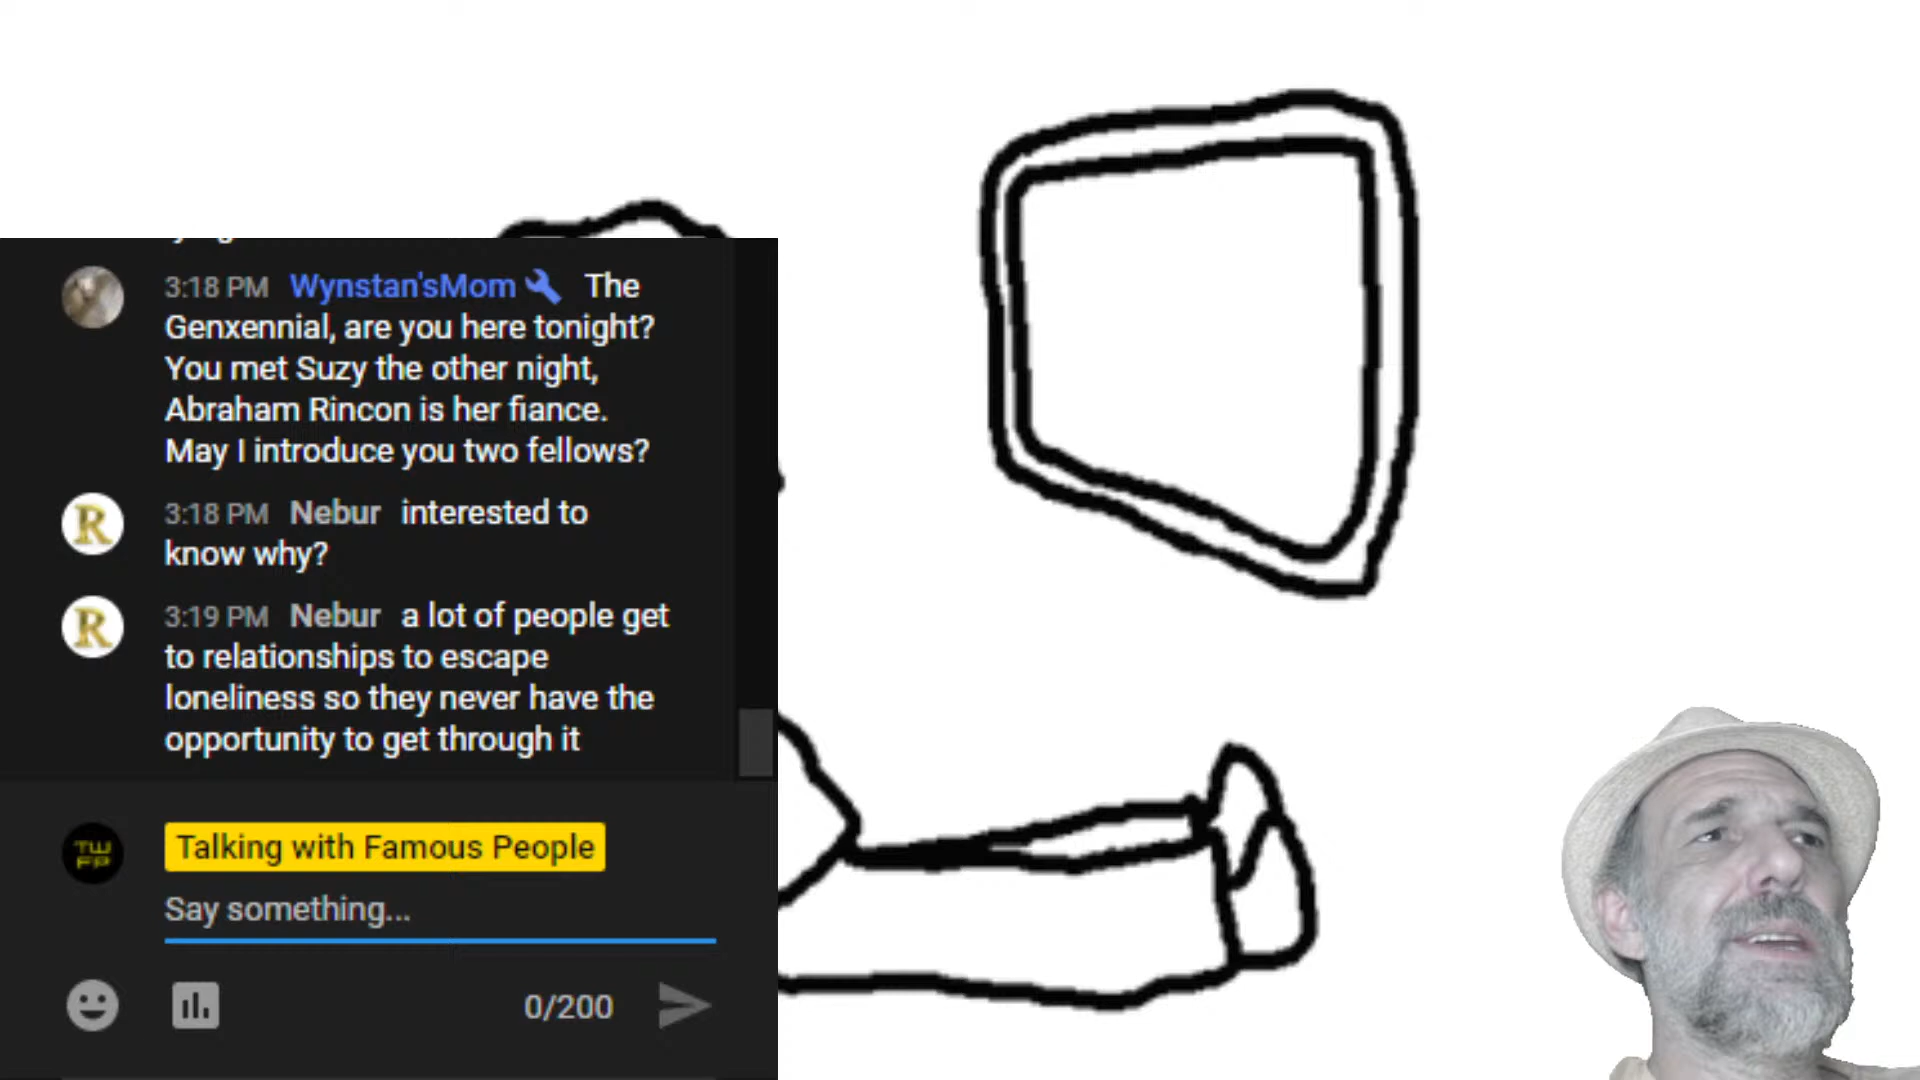 3:18 PM Wynstan'sMom The
Genxennial, are you here tonight?
You met Suzy the other night,
Abraham Rincon is her fiance.
May I introduce you two fellows?
R
3:18 PM Nebur interested to
know why?
R
3:19 PM Nebur a lot of people get
to relationships to escape
loneliness so they never have the
opportunity to get through it
TW
FP
Talking with Famous People
Say something...
0/200